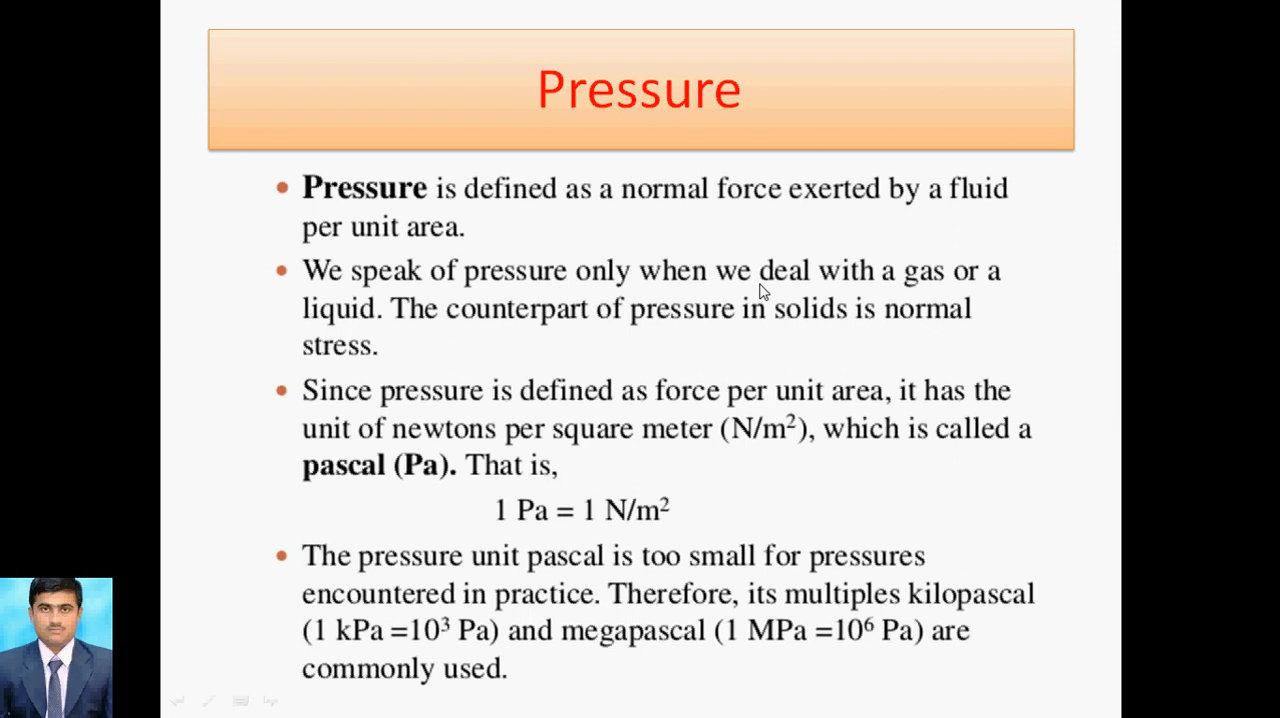 Pressure
• Pressure is defined as a normal force exerted by a fluid
per unit area.
• We speak of pressure only when we deal with a gas or a
liquid. The counterpart of pressure in solids is normal
stress.
• Since pressure is defined as force per unit area, it has the
unit of newtons per square meter (N/m²), which is called a
pascal (Pa). That is,
1 Pa = 1 N/m²
• The pressure unit pascal is too small for pressures
encountered in practice. Therefore, its multiples kilopascal
(1 kPa =10³ Pa) and megapascal (1 MPa =10⁶ Pa) are
commonly used.